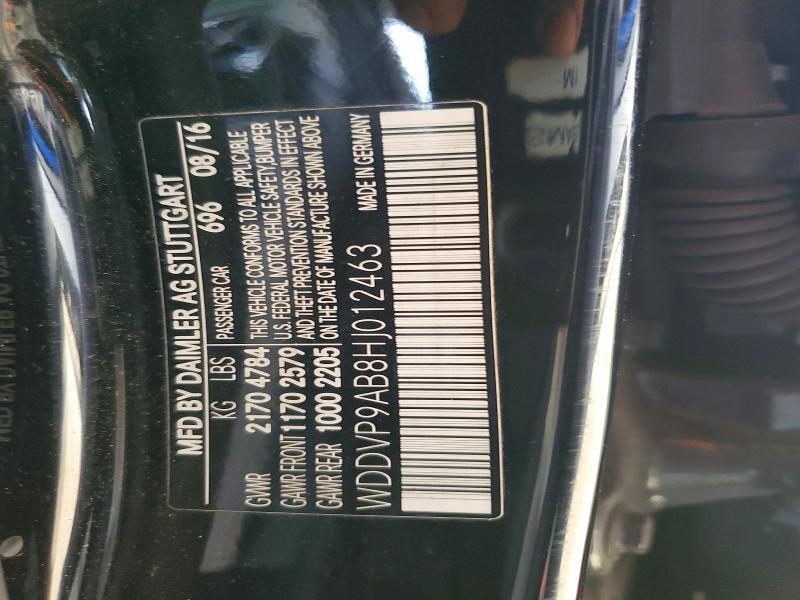 MFD BY DAIMLER AG STUTTGART
KG LBS PASSENGER CAR 696 08/16
GVWR 2170 4784 THIS VEHICLE CONFORMS TO ALL APPLICABLE
U.S. FEDERAL MOTOR VEHICLE SAFETY, BUMPER
GAWR FRONT 1170 2579 AND THEFT PREVENTION STANDARDS IN EFFECT
GAWR REAR 1000 2205 ON THE DATE OF MANUFACTURE SHOWN ABOVE
WDDVP9AB8HJ012463 MADE IN GERMANY